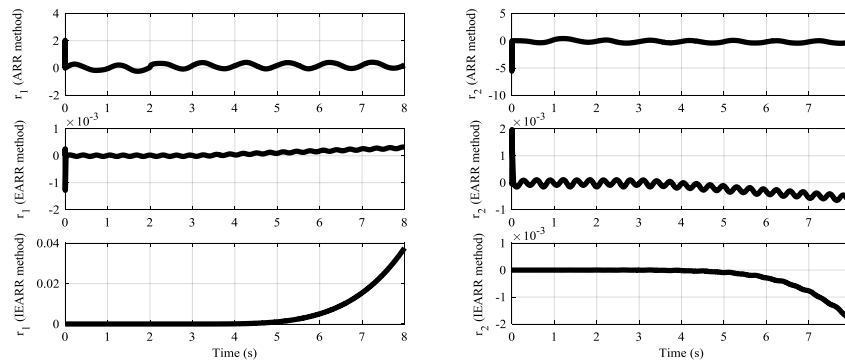 4
2
0
-2
r1 (ARR method)
0 1 2 3 4 5 6 7 8
×10-3
1
0
-1
-2
r1 (EARR method)
0 1 2 3 4 5 6 7 8
0.04
0.02
0
r1 (IEARR method)
0 1 2 3 4 5 6 7 8
Time (s)
5
0
-5
-10
r2 (ARR method)
0 1 2 3 4 5 6 7
×10-3
2
1
0
-1
r2 (EARR method)
0 1 2 3 4 5 6 7
×10-3
1
0
-1
-2
r2 (IEARR method)
0 1 2 3 4 5 6 7
Time (s)